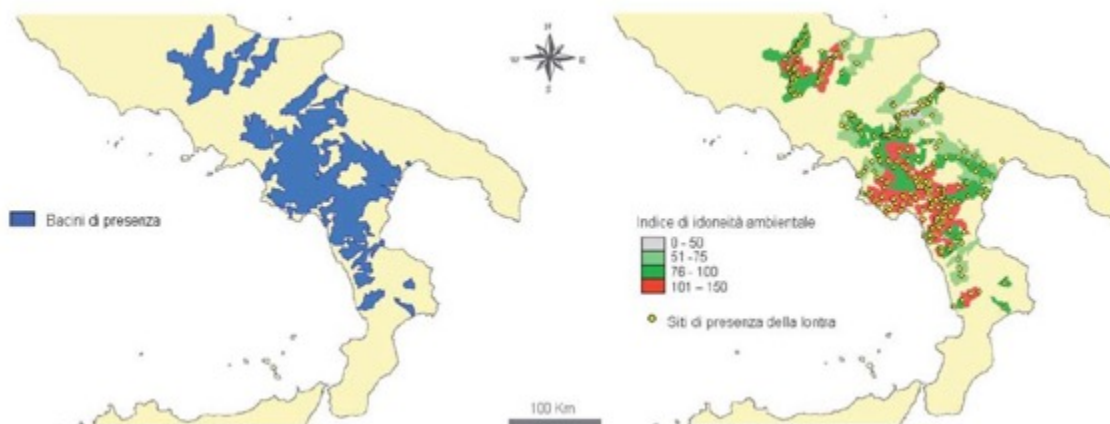 N
W E
S
Bacini di presenza
Indice di idoneità ambientale
0 - 50
51 -75
76 - 100
101 – 150
Siti di presenza della lontra
100 Km